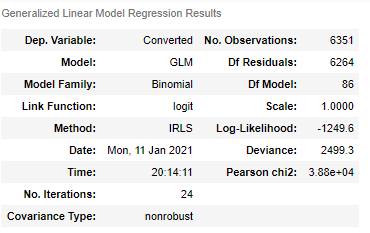 Generalized Linear Model Regression Results
Dep. Variable: Converted No. Observations: 6351
Model: GLM Df Residuals: 6264
Model Family: Binomial Df Model: 86
Link Function: logit Scale: 1.0000
Method: IRLS Log-Likelihood: -1249.6
Date: Mon, 11 Jan 2021 Deviance: 2499.3
Time: 20:14:11 Pearson chi2: 3.88e+04
No. Iterations: 24
Covariance Type: nonrobust